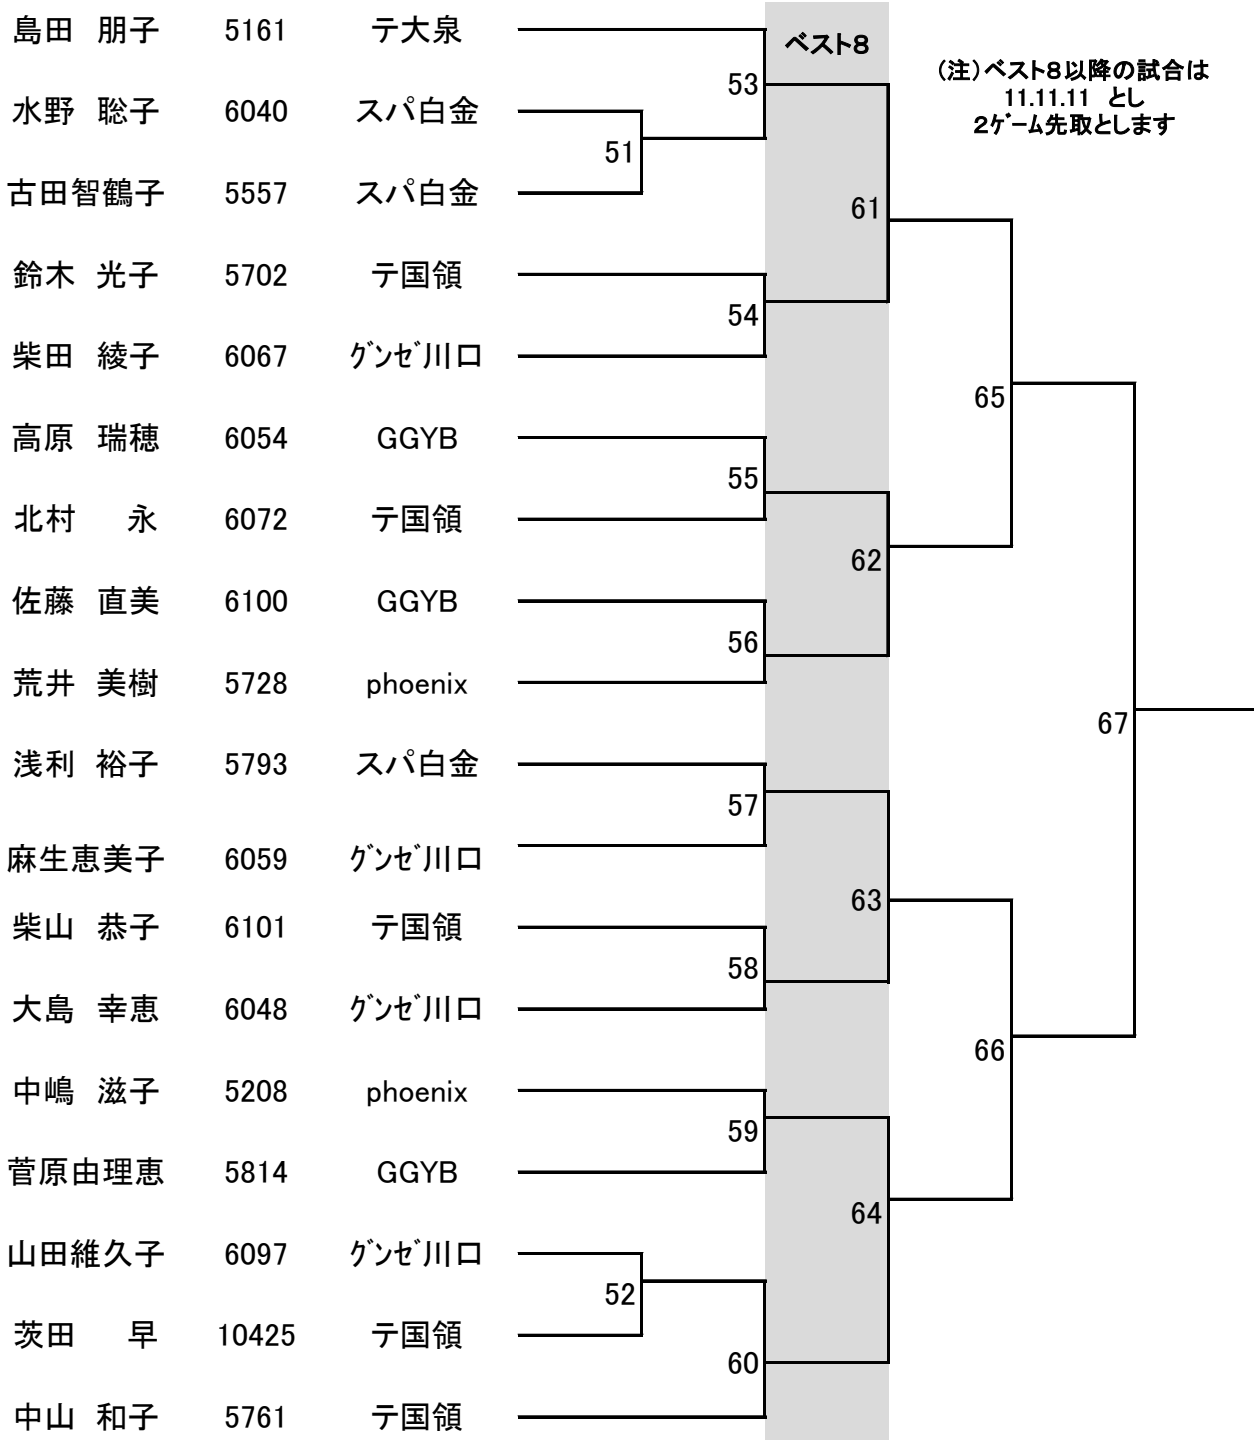 島田 朋子 5161 テ大泉
ベスト8
(注)ベスト8以降の試合は
11.11.11 とし
2ｹﾞｰﾑ先取とします
53
水野 聡子 6040 スパ白金
51
古田智鶴子 5557 スパ白金
61
鈴木 光子 5702 テ国領
54
柴田 綾子 6067 ｸﾞﾝｾﾞ川口
65
高原 瑞穂 6054 GGYB
55
北村 永 6072 テ国領
62
佐藤 直美 6100 GGYB
56
荒井 美樹 5728 phoenix
67
浅利 裕子 5793 スパ白金
57
麻生恵美子 6059 ｸﾞﾝｾﾞ川口
63
柴山 恭子 6101 テ国領
58
大島 幸恵 6048 ｸﾞﾝｾﾞ川口
66
中嶋 滋子 5208 phoenix
59
菅原由理恵 5814 GGYB
64
山田維久子 6097 ｸﾞﾝｾﾞ川口
52
茨田 早 10425 テ国領
60
中山 和子 5761 テ国領